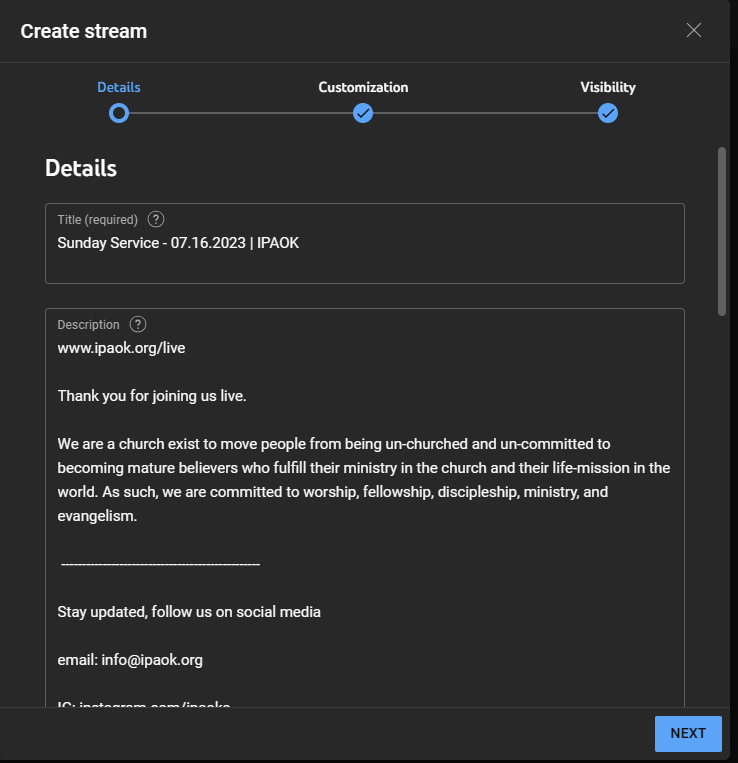 Create stream
Details
Customization
Visibility
Details
Title (required) ?
Sunday Service - 07.16.2023 | IPAOK
Description ?
www.ipaok.org/live
Thank you for joining us live.
We are a church exist to move people from being un-churched and un-committed to
becoming mature believers who fulfill their ministry in the church and their life-mission in the
world. As such, we are committed to worship, fellowship, discipleship, ministry, and
evangelism.
------------------------------------------------
Stay updated, follow us on social media
email: info@ipaok.org
NEXT